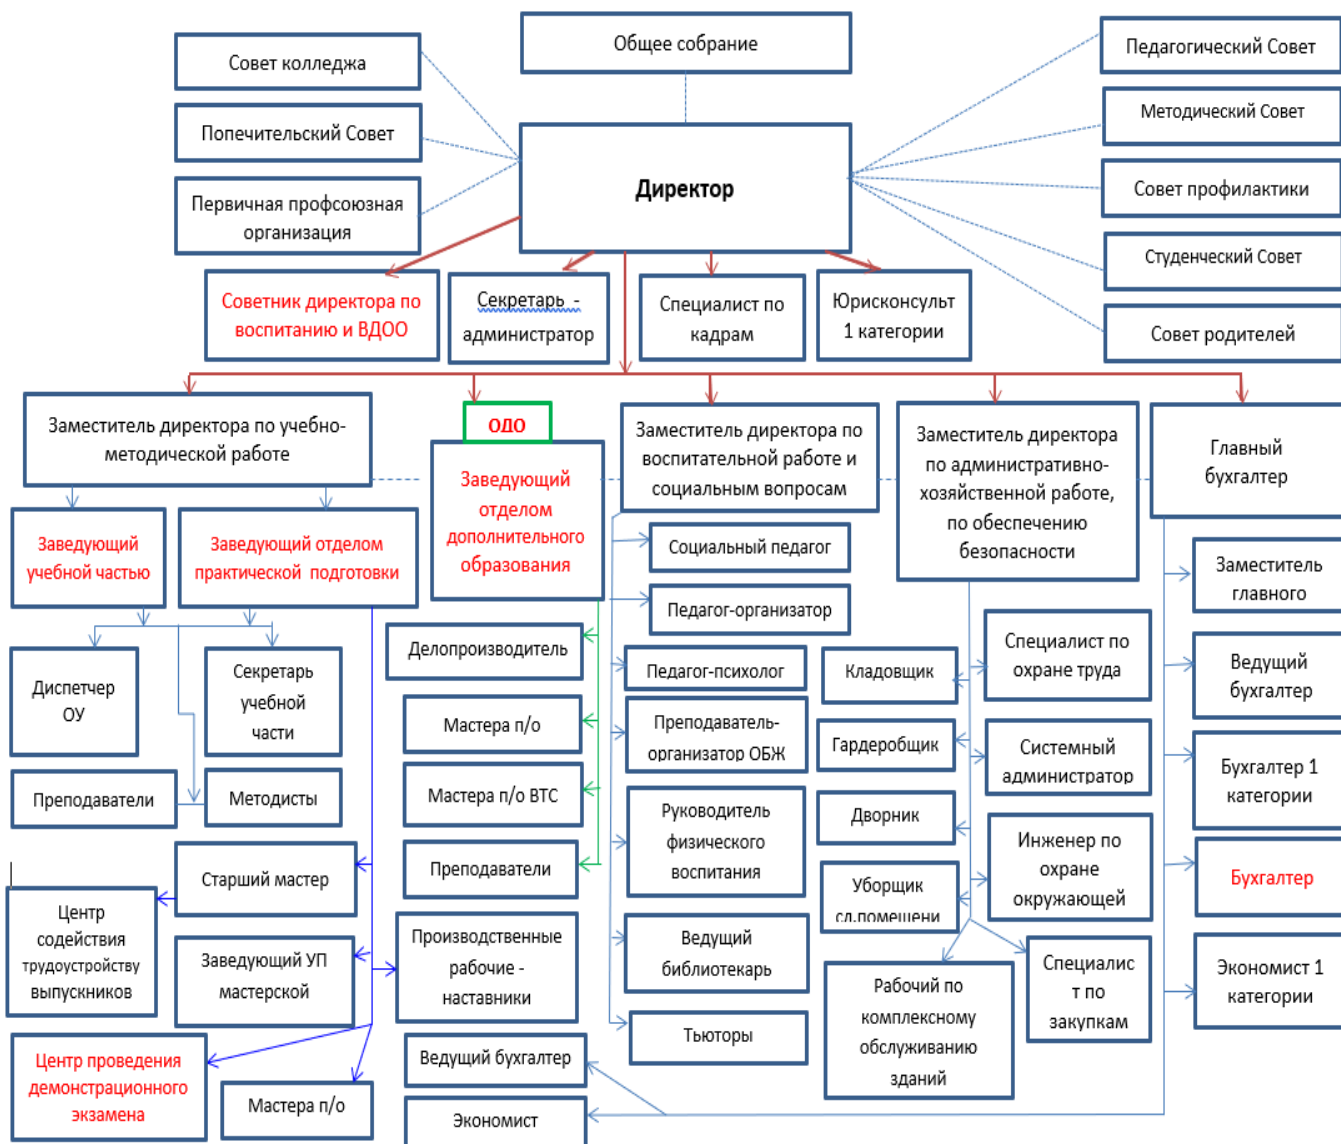 Общее собрание
Совет колледжа
Попечительский Совет
Первичная профсоюзная
организация
Директор
Педагогический Совет
Методический Совет
Совет профилактики
Студенческий Совет
Совет родителей
Советник директора по
воспитанию и ВДОО
Секретарь -
администратор
Специалист по
кадрам
Юрисконсульт
1 категории
Заместитель директора по учебно-
методической работе
ОДО
Заведующий
отделом
дополнительного
образования
Заместитель директора по
воспитательной работе и
социальным вопросам
Заместитель директора
по административно-
хозяйственной работе,
по обеспечению
безопасности
Главный
бухгалтер
Заведующий
учебной частью
Заведующий отделом
практической подготовки
Диспетчер
ОУ
Секретарь
учебной
части
Преподаватели
Методисты
Старший мастер
Центр
содействия
трудоустройству
выпускников
Заведующий УП
мастерской
Центр проведения
демонстрационного
экзамена
Мастера п/о
Делопроизводитель
Мастера п/о
Мастера п/о ВТС
Преподаватели
Производственные
рабочие -
наставники
Ведущий бухгалтер
Экономист
Социальный педагог
Педагог-организатор
Педагог-психолог
Преподаватель-
организатор ОБЖ
Руководитель
физического
воспитания
Ведущий
библиотекарь
Тьюторы
Кладовщик
Гардеробщик
Дворник
Уборщик
сл.помещени
Рабочий по
комплексному
обслуживанию
зданий
Специалист по
охране труда
Системный
администратор
Инженер по
охране
окружающей
Специалис
т по
закупкам
Заместитель
главного
Ведущий
бухгалтер
Бухгалтер 1
категории
Бухгалтер
Экономист 1
категории